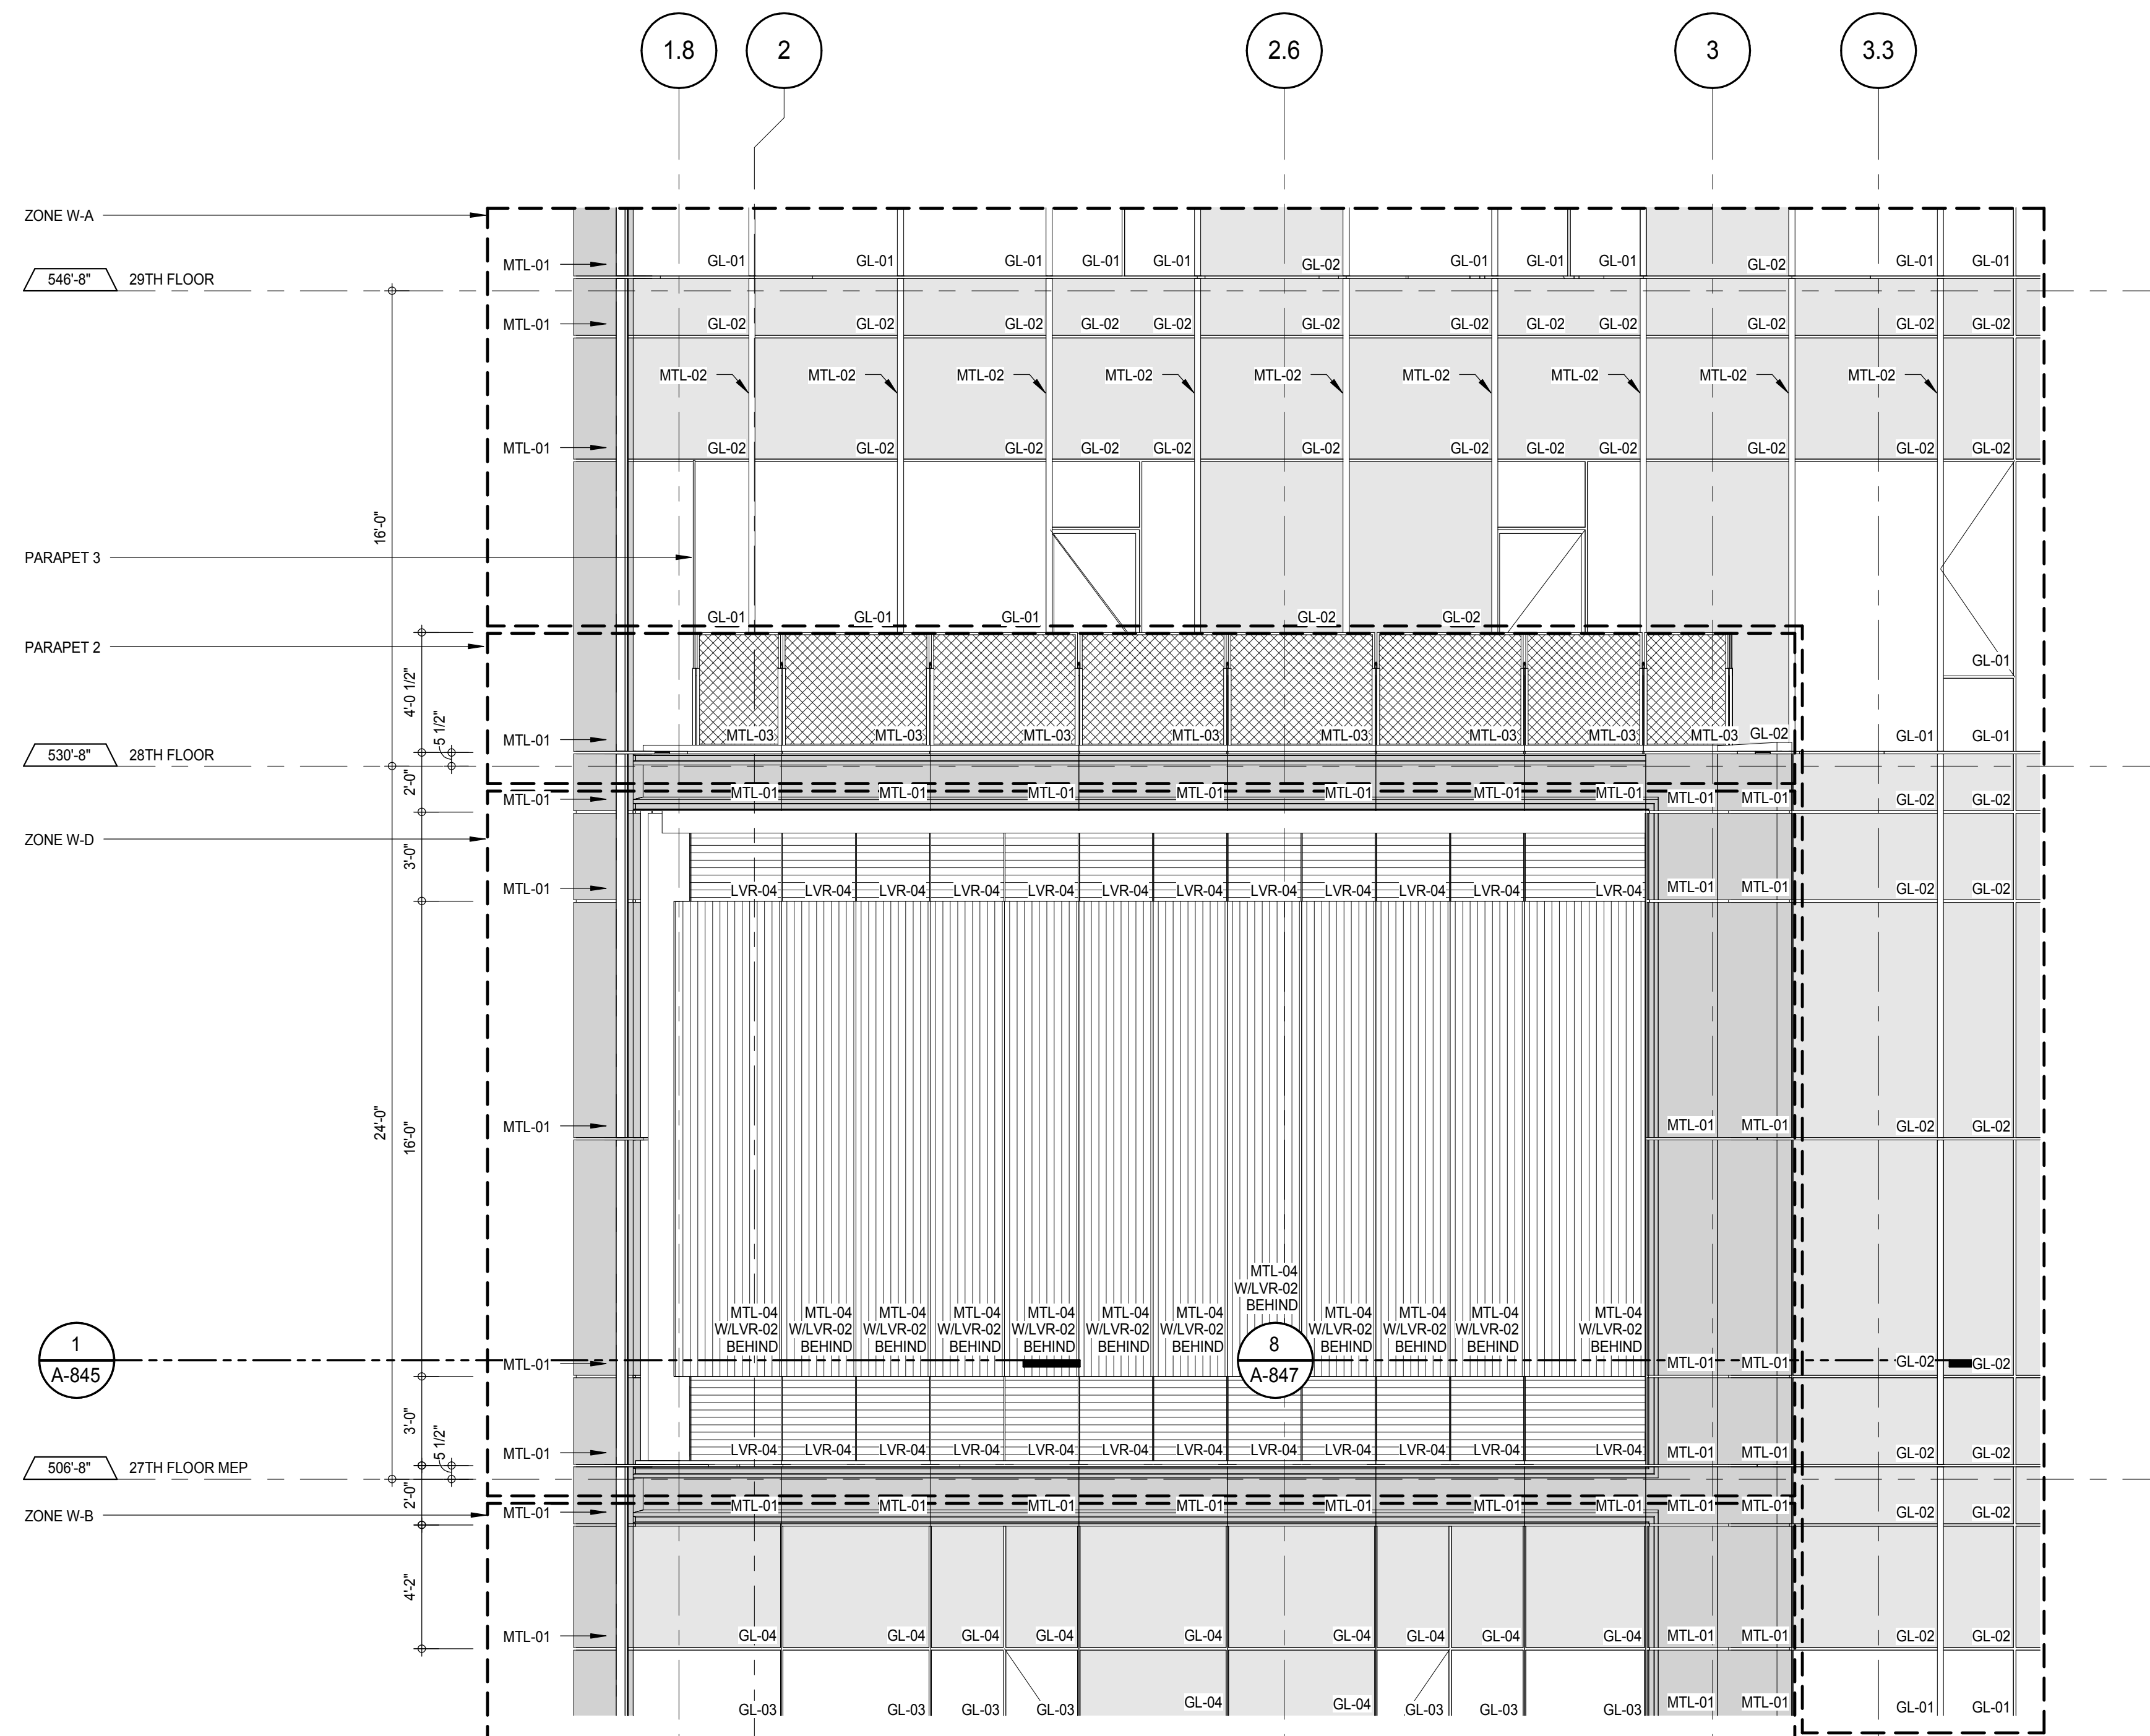 1.8 2 2.6 3 3.3
ZONE W-A
MTL-01 GL-01 GL-01 GL-01 GL-01 GL-01 GL-02 GL-01 GL-01 GL-01 GL-02 GL-01 GL-01
546'-8" 29TH FLOOR
MTL-01 GL-02 GL-02 GL-02 GL-02 GL-02 GL-02 GL-02 GL-02 GL-02 GL-02 GL-02 GL-02
MTL-02 MTL-02 MTL-02 MTL-02 MTL-02 MTL-02 MTL-02 MTL-02 MTL-02
MTL-01 GL-02 GL-02 GL-02 GL-02 GL-02 GL-02 GL-02 GL-02 GL-02 GL-02 GL-02 GL-02
16'-0"
PARAPET 3
GL-01 GL-01 GL-01 GL-02 GL-02
PARAPET 2
GL-01
4'-0 1/2"
5 1/2"
MTL-01 MTL-03 MTL-03 MTL-03 MTL-03 MTL-03 MTL-03 MTL-03 GL-02 GL-01 GL-01
530'-8" 28TH FLOOR
2'-0"
MTL-01 MTL-01 MTL-01 MTL-01 MTL-01 MTL-01 MTL-01 MTL-01 MTL-01 MTL-01 GL-02 GL-02
ZONE W-D
3'-0"
MTL-01 LVR-04 LVR-04 LVR-04 LVR-04 LVR-04 LVR-04 LVR-04 LVR-04 LVR-04 LVR-04 LVR-04 LVR-04 MTL-01 MTL-01 GL-02 GL-02
24'-0"
16'-0"
MTL-01 MTL-01 MTL-01 GL-02 GL-02
MTL-04
W/LVR-02
BEHIND
MTL-04 MTL-04 MTL-04 MTL-04 MTL-04 MTL-04 MTL-04 MTL-04 MTL-04 MTL-04 MTL-04
W/LVR-02 W/LVR-02 W/LVR-02 W/LVR-02 W/LVR-02 W/LVR-02 W/LVR-02 W/LVR-02 W/LVR-02 W/LVR-02 W/LVR-02
BEHIND BEHIND BEHIND BEHIND BEHIND BEHIND BEHIND BEHIND BEHIND BEHIND BEHIND
1
A-845
8
A-847
MTL-01 MTL-01 MTL-01 GL-02 GL-02
3'-0"
5 1/2"
MTL-01 LVR-04 LVR-04 LVR-04 LVR-04 LVR-04 LVR-04 LVR-04 LVR-04 LVR-04 LVR-04 LVR-04 LVR-04 MTL-01 MTL-01 GL-02 GL-02
506'-8" 27TH FLOOR MEP
2'-0"
MTL-01 MTL-01 MTL-01 MTL-01 MTL-01 MTL-01 MTL-01 MTL-01 MTL-01 MTL-01 GL-02 GL-02
ZONE W-B
4'-2"
MTL-01 GL-04 GL-04 GL-04 GL-04 GL-04 GL-04 GL-04 GL-04 GL-04 MTL-01 MTL-01 GL-02 GL-02
GL-03 GL-03 GL-03 GL-03 GL-04 GL-04 GL-03 GL-03 GL-03 MTL-01 MTL-01 GL-01 GL-01